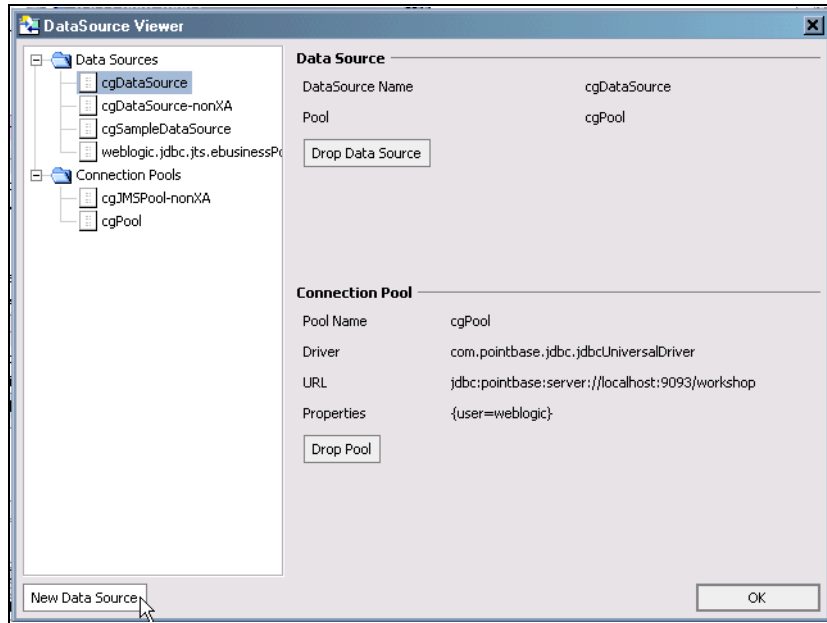 DataSource Viewer
Data Sources
cgDataSource
cgDataSource-nonXA
cgSampleDataSource
weblogic.jdbc.jts.ebusinessPo
Connection Pools
cgJMSPool-nonXA
cgPool
Data Source
DataSource Name cgDataSource
Pool cgPool
Drop Data Source
Connection Pool
Pool Name cgPool
Driver com.pointbase.jdbc.jdbcUniversalDriver
URL jdbc:pointbase:server://localhost:9093/workshop
Properties {user=weblogic}
Drop Pool
New Data Source
OK